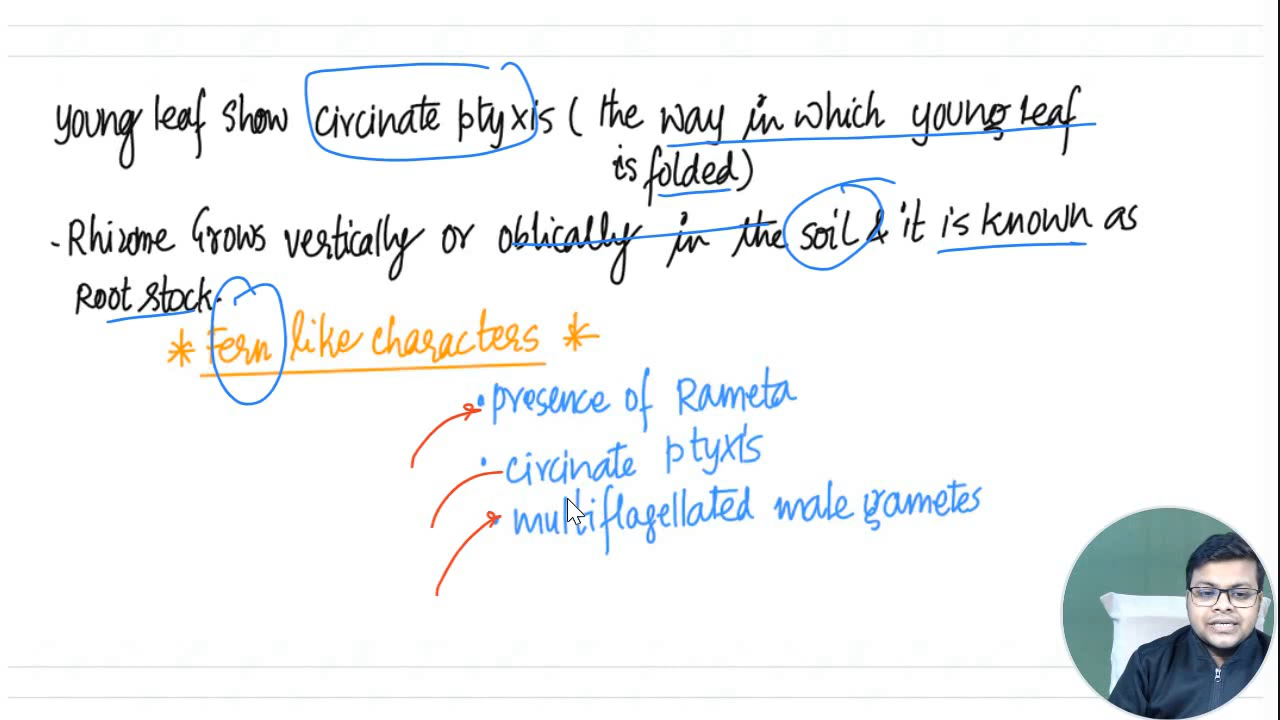 young leaf show circinate ptyxis ( the way in which young leaf
is folded)
- Rhizome Grows vertically or oblically in the soil & it is known as
Root stock.
* Fern like characters *
• presence of Rameta
• circinate ptyxis
• multiflagellated male gametes